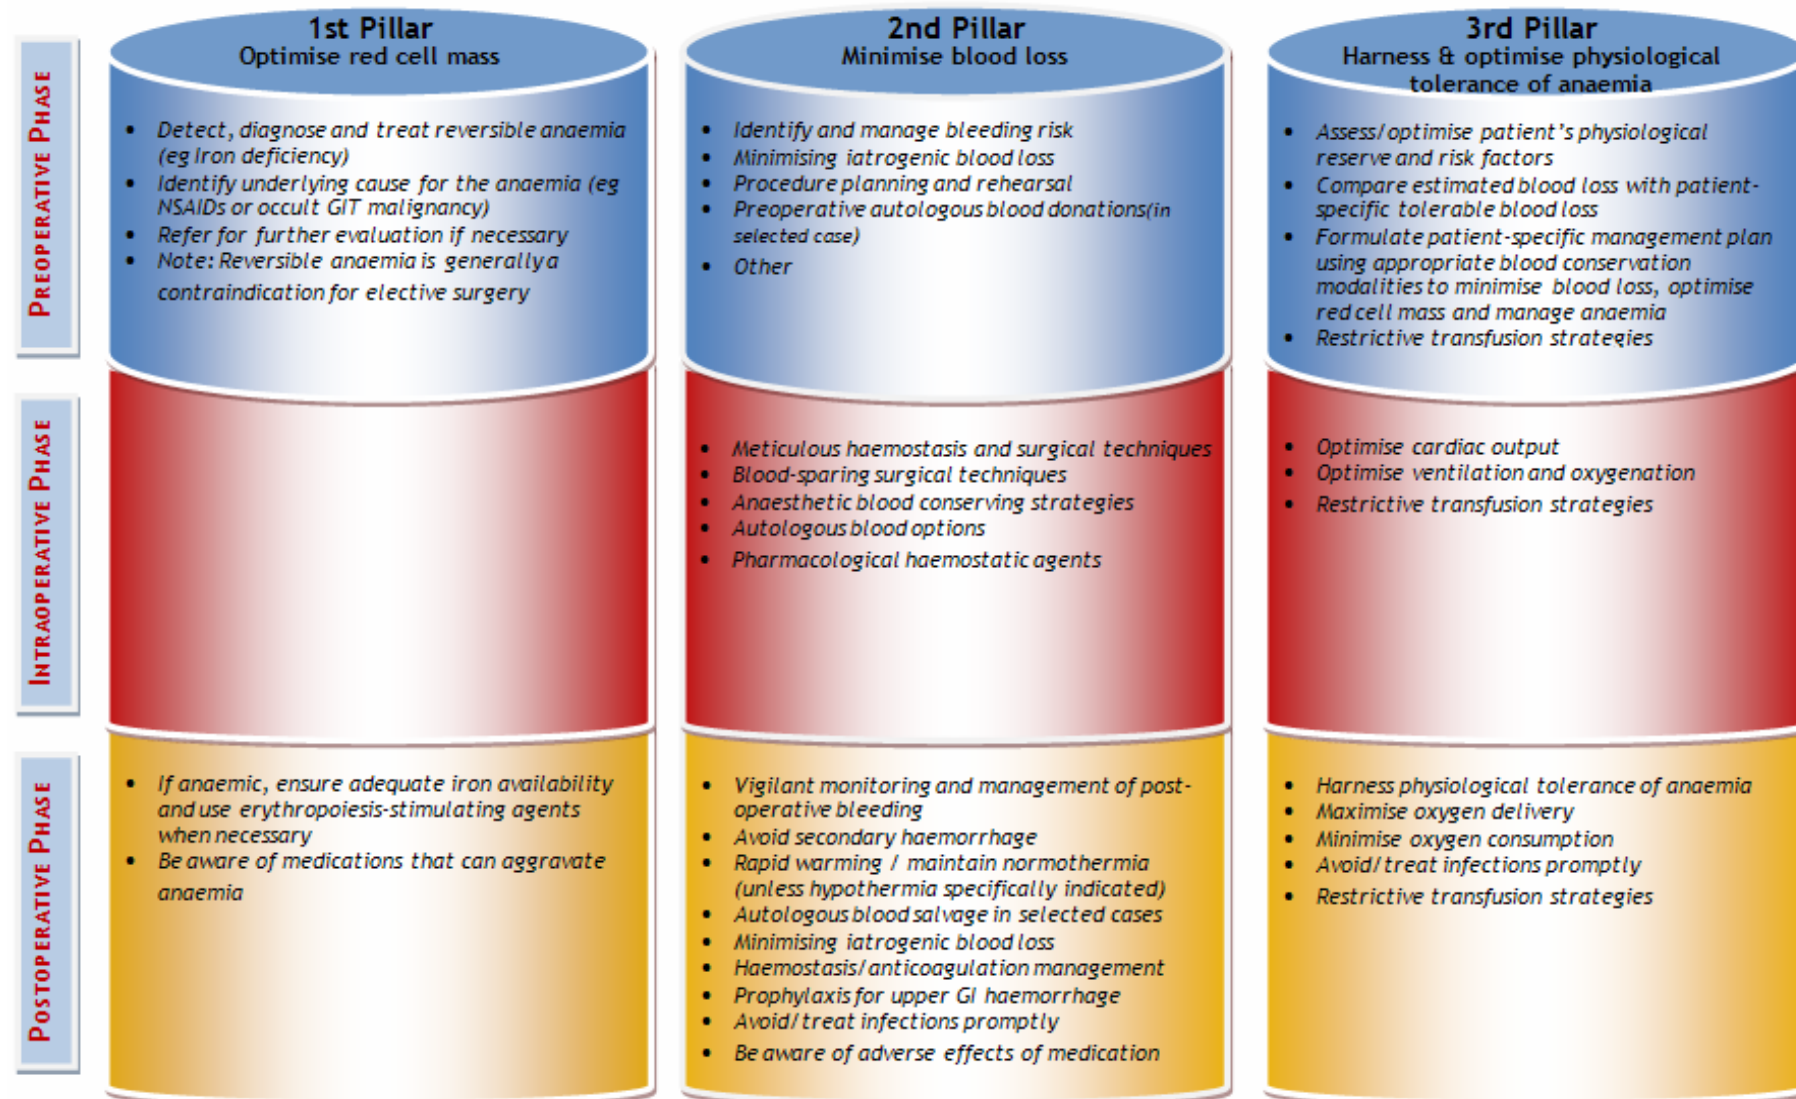 1st Pillar
Optimise red cell mass
2nd Pillar
Minimise blood loss
3rd Pillar
Harness & optimise physiological
tolerance of anaemia
PREOPERATIVE PHASE
• Detect, diagnose and treat reversible anaemia
(eg iron deficiency)
• Identify underlying cause for the anaemia (eg
NSAIDs or occult GIT malignancy)
• Refer for further evaluation if necessary
• Note: Reversible anaemia is generally a
contraindication for elective surgery
• Identify and manage bleeding risk
• Minimising iatrogenic blood loss
• Procedure planning and rehearsal
• Preoperative autologous blood donations(in
selected case)
• Other
• Assess/optimise patient's physiological
reserve and risk factors
• Compare estimated blood loss with patient-
specific tolerable blood loss
• Formulate patient-specific management plan
using appropriate blood conservation
modalities to minimise blood loss, optimise
red cell mass and manage anaemia
• Restrictive transfusion strategies
INTRAOPERATIVE PHASE
• Meticulous haemostasis and surgical techniques
• Blood-sparing surgical techniques
• Anaesthetic blood conserving strategies
• Autologous blood options
• Pharmacological haemostatic agents
• Optimise cardiac output
• Optimise ventilation and oxygenation
• Restrictive transfusion strategies
POSTOPERATIVE PHASE
• If anaemic, ensure adequate iron availability
and use erythropoiesis-stimulating agents
when necessary
• Be aware of medications that can aggravate
anaemia
• Vigilant monitoring and management of post-
operative bleeding
• Avoid secondary haemorrhage
• Rapid warming / maintain normothermia
(unless hypothermia specifically indicated)
• Autologous blood salvage in selected cases
• Minimising iatrogenic blood loss
• Haemostasis/anticoagulation management
• Prophylaxis for upper GI haemorrhage
• Avoid/treat infections promptly
• Be aware of adverse effects of medication
• Harness physiological tolerance of anaemia
• Maximise oxygen delivery
• Minimise oxygen consumption
• Avoid/treat infections promptly
• Restrictive transfusion strategies